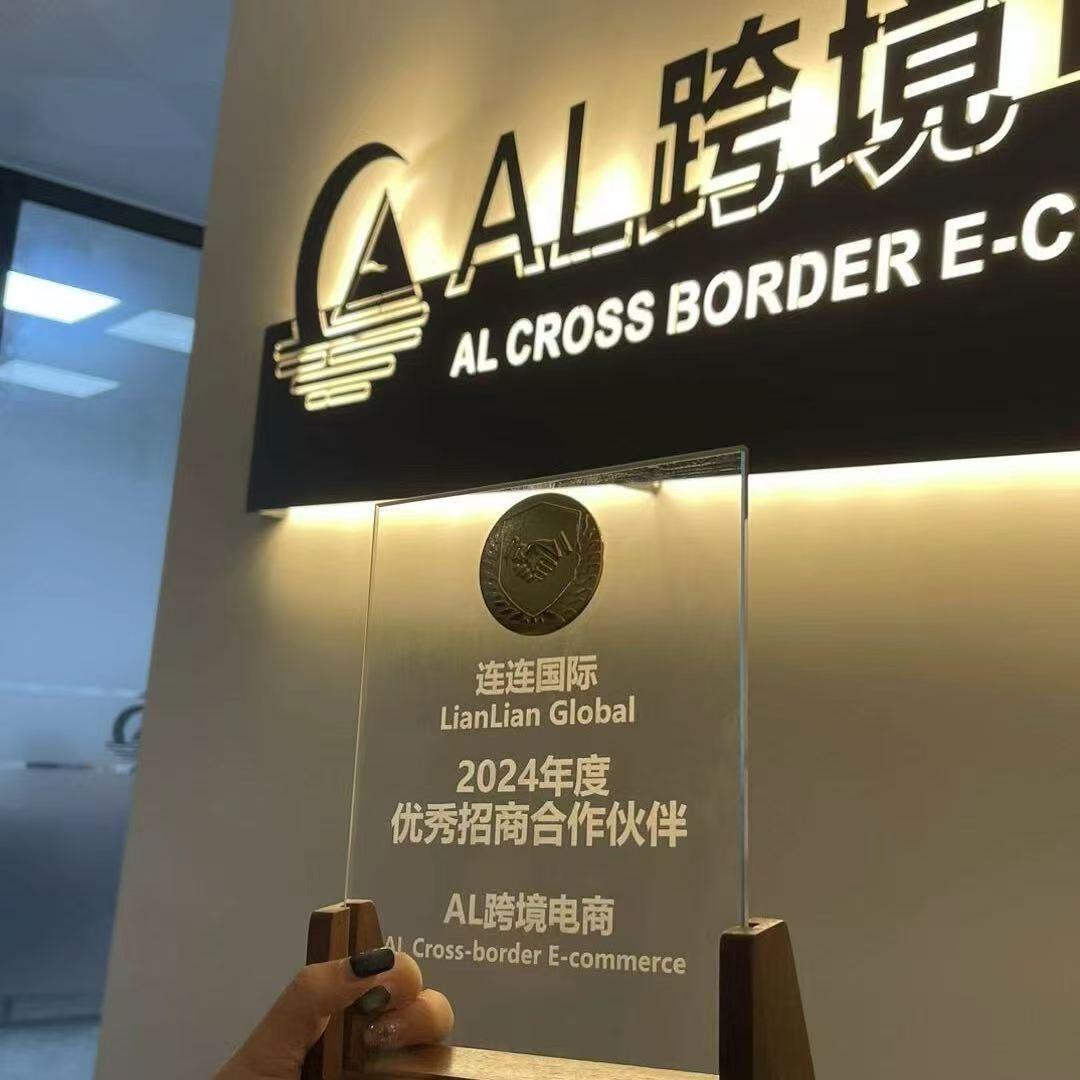 AL跨境
AL CROSS BORDER E-C
连连国际
LianLian Global
2024年度
优秀招商合作伙伴
AL跨境电商
AL Cross-border E-commerce